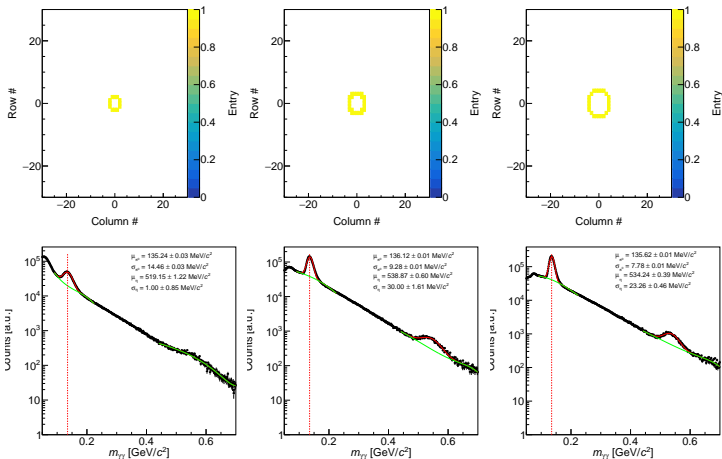 20
0
−20
Row #
−20
0
20
Column #
1
0.8
0.6
0.4
0.2
0
Entry
20
0
−20
Row #
−20
0
20
Column #
1
0.8
0.6
0.4
0.2
0
Entry
20
0
−20
Row #
−20
0
20
Column #
1
0.8
0.6
0.4
0.2
0
Entry
μπ⁰ 135.24 ± 0.03 MeV/c²
σπ⁰ = 14.46 ± 0.03 MeV/c²
μη = 519.15 ± 1.22 MeV/c²
ση = 1.00 ± 0.85 MeV/c²
10⁵
10⁴
10³
10²
10
1
Counts [a.u.]
0.2
0.4
0.6
mγγ [GeV/c²]
μπ⁰ 136.12 ± 0.01 MeV/c²
σπ⁰ = 9.28 ± 0.01 MeV/c²
μη = 538.87 ± 0.60 MeV/c²
ση = 30.00 ± 1.61 MeV/c²
10⁵
10⁴
10³
10²
10
1
Counts [a.u.]
0.2
0.4
0.6
mγγ [GeV/c²]
μπ⁰ 135.62 ± 0.01 MeV/c²
σπ⁰ = 7.78 ± 0.01 MeV/c²
μη = 534.24 ± 0.39 MeV/c²
ση = 23.26 ± 0.46 MeV/c²
10⁵
10⁴
10³
10²
10
1
Counts [a.u.]
0.2
0.4
0.6
mγγ [GeV/c²]